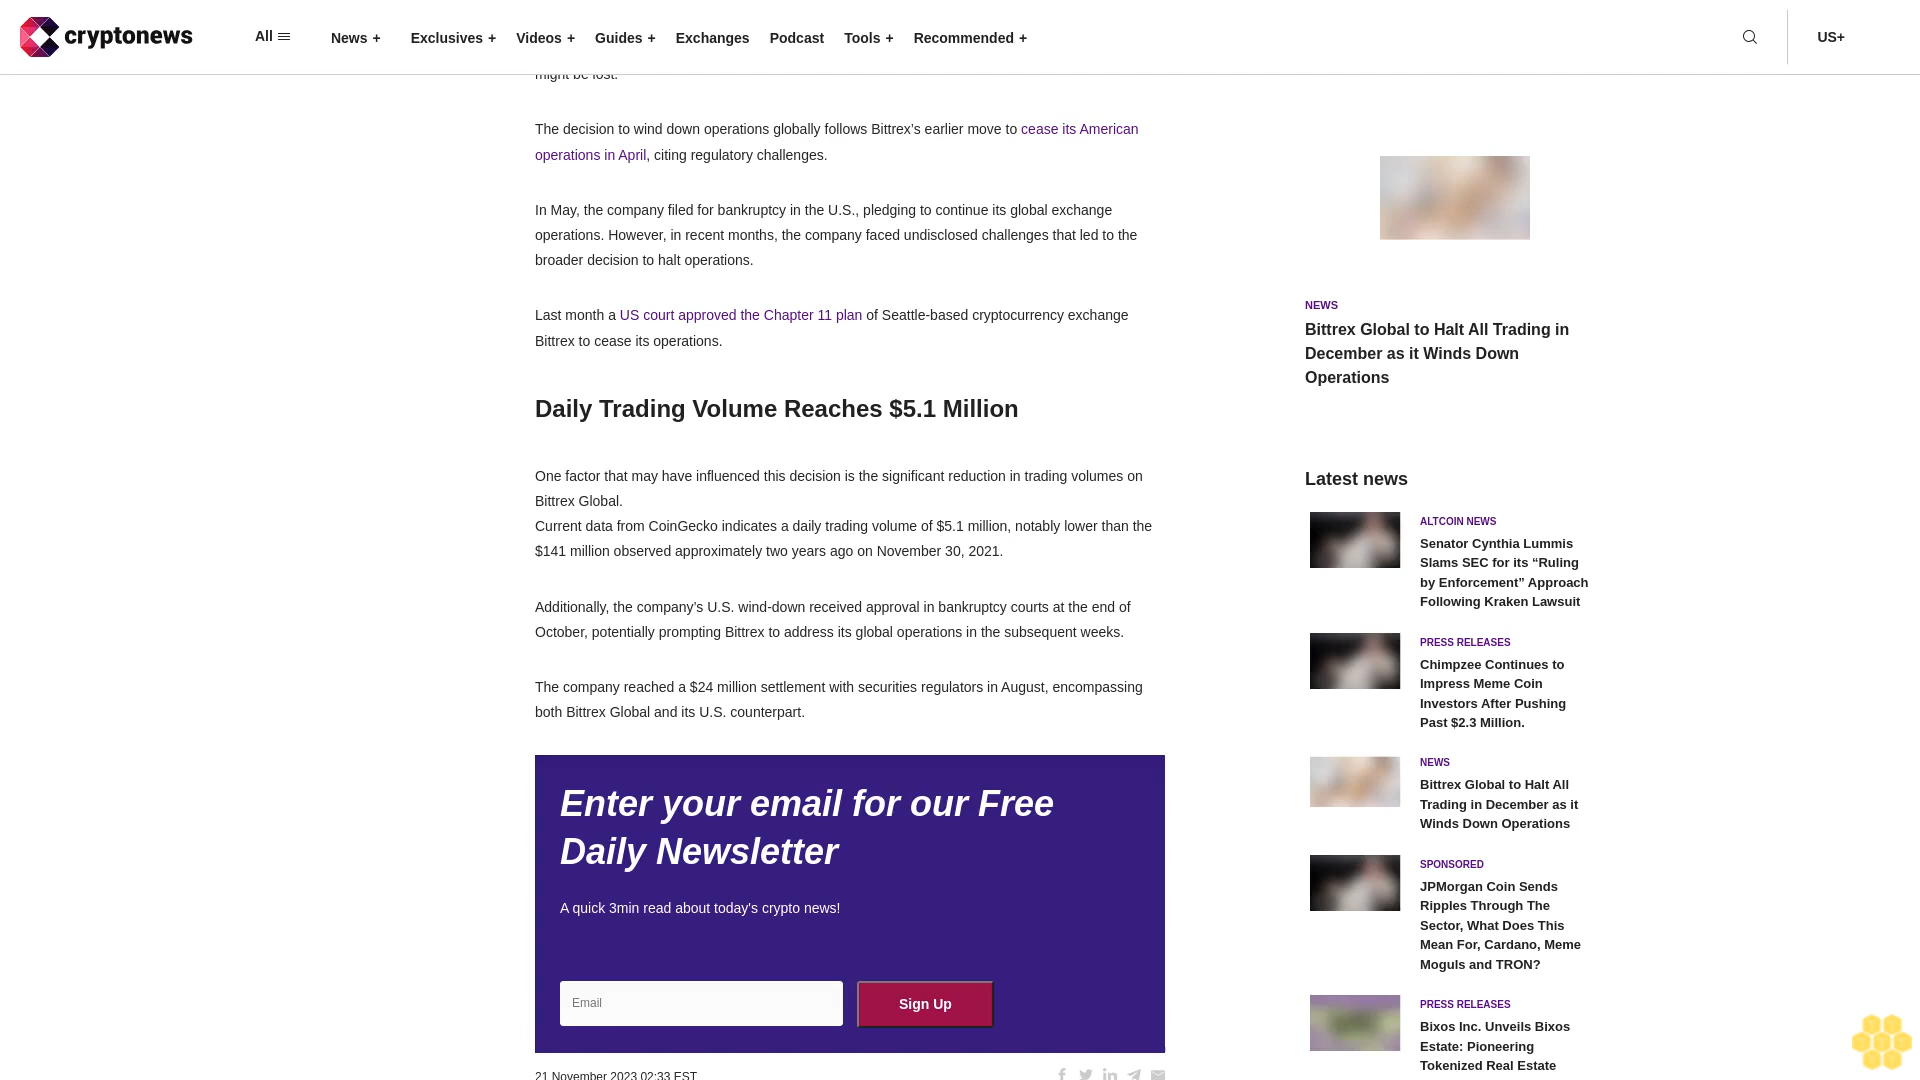 cryptonews
All
News +
Exclusives +
Videos +
Guides +
Exchanges
Podcast
Tools +
Recommended +
US+
might be lost.
The decision to wind down operations globally follows Bittrex’s earlier move to cease its American
operations in April, citing regulatory challenges.
In May, the company filed for bankruptcy in the U.S., pledging to continue its global exchange
operations. However, in recent months, the company faced undisclosed challenges that led to the
broader decision to halt operations.
Last month a US court approved the Chapter 11 plan of Seattle-based cryptocurrency exchange
Bittrex to cease its operations.
Daily Trading Volume Reaches $5.1 Million
One factor that may have influenced this decision is the significant reduction in trading volumes on
Bittrex Global.
Current data from CoinGecko indicates a daily trading volume of $5.1 million, notably lower than the
$141 million observed approximately two years ago on November 30, 2021.
Additionally, the company’s U.S. wind-down received approval in bankruptcy courts at the end of
October, potentially prompting Bittrex to address its global operations in the subsequent weeks.
The company reached a $24 million settlement with securities regulators in August, encompassing
both Bittrex Global and its U.S. counterpart.
Enter your email for our Free
Daily Newsletter
A quick 3min read about today's crypto news!
Email
Sign Up
21 November 2023 02:33 EST
NEWS
Bittrex Global to Halt All Trading in
December as it Winds Down
Operations
Latest news
ALTCOIN NEWS
Senator Cynthia Lummis
Slams SEC for its “Ruling
by Enforcement” Approach
Following Kraken Lawsuit
PRESS RELEASES
Chimpzee Continues to
Impress Meme Coin
Investors After Pushing
Past $2.3 Million.
NEWS
Bittrex Global to Halt All
Trading in December as it
Winds Down Operations
SPONSORED
JPMorgan Coin Sends
Ripples Through The
Sector, What Does This
Mean For, Cardano, Meme
Moguls and TRON?
PRESS RELEASES
Bixos Inc. Unveils Bixos
Estate: Pioneering
Tokenized Real Estate